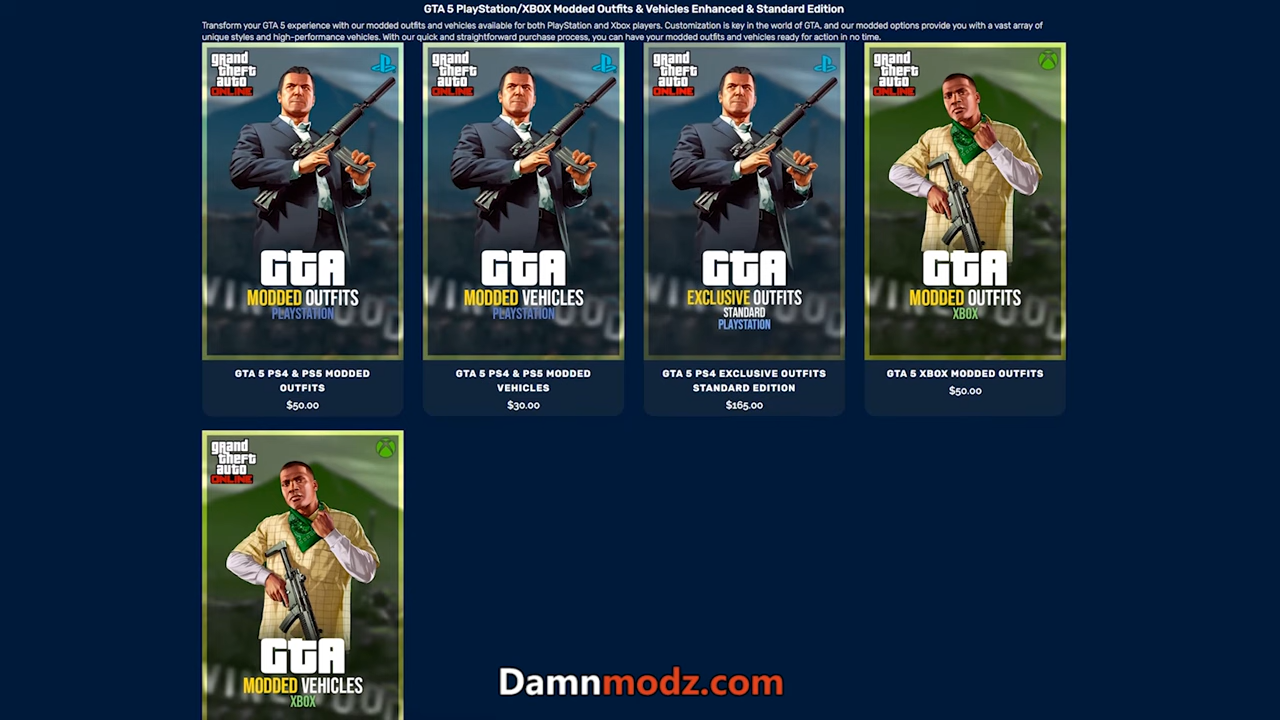 GTA 5 PlayStation/XBOX Modded Outfits & Vehicles Enhanced & Standard Edition
Transform your GTA 5 experience with our modded outfits and vehicles available for both PlayStation and Xbox players. Customization is key in the world of GTA, and our modded options provide you with a vast array of
unique styles and high-performance vehicles. With our quick and straightforward purchase process, you can have your modded outfits and vehicles ready for action in no time.
grand
theft
auto
ONLINE
GTA
MODDED OUTFITS
PLAYSTATION
GTA 5 PS4 & PS5 MODDED
OUTFITS
$50.00
grand
theft
auto
ONLINE
GTA
MODDED VEHICLES
PLAYSTATION
GTA 5 PS4 & PS5 MODDED
VEHICLES
$30.00
grand
theft
auto
ONLINE
GTA
EXCLUSIVE OUTFITS
STANDARD
PLAYSTATION
GTA 5 PS4 EXCLUSIVE OUTFITS
STANDARD EDITION
$165.00
grand
theft
auto
ONLINE
GTA
MODDED OUTFITS
XBOX
GTA 5 XBOX MODDED OUTFITS
$50.00
grand
theft
auto
ONLINE
GTA
MODDED VEHICLES
XBOX
Damnmodz.com